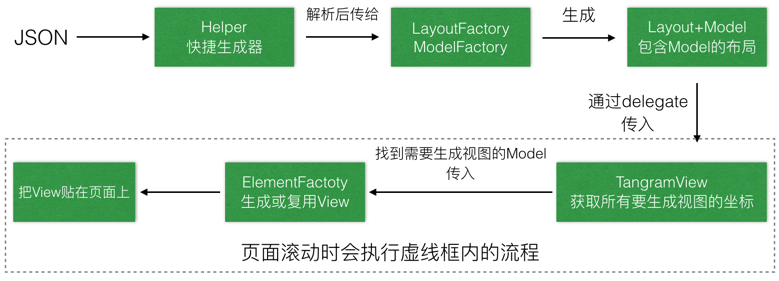 JSON
Helper
快捷生成器
解析后传给
LayoutFactory
ModelFactory
生成
Layout+Model
包含Model的布局
通过delegate
传入
TangramView
获取所有要生成视图的坐标
找到需要生成视图的Model
传入
ElementFactoty
生成或复用View
把View贴在页面上
页面滚动时会执行虚线框内的流程